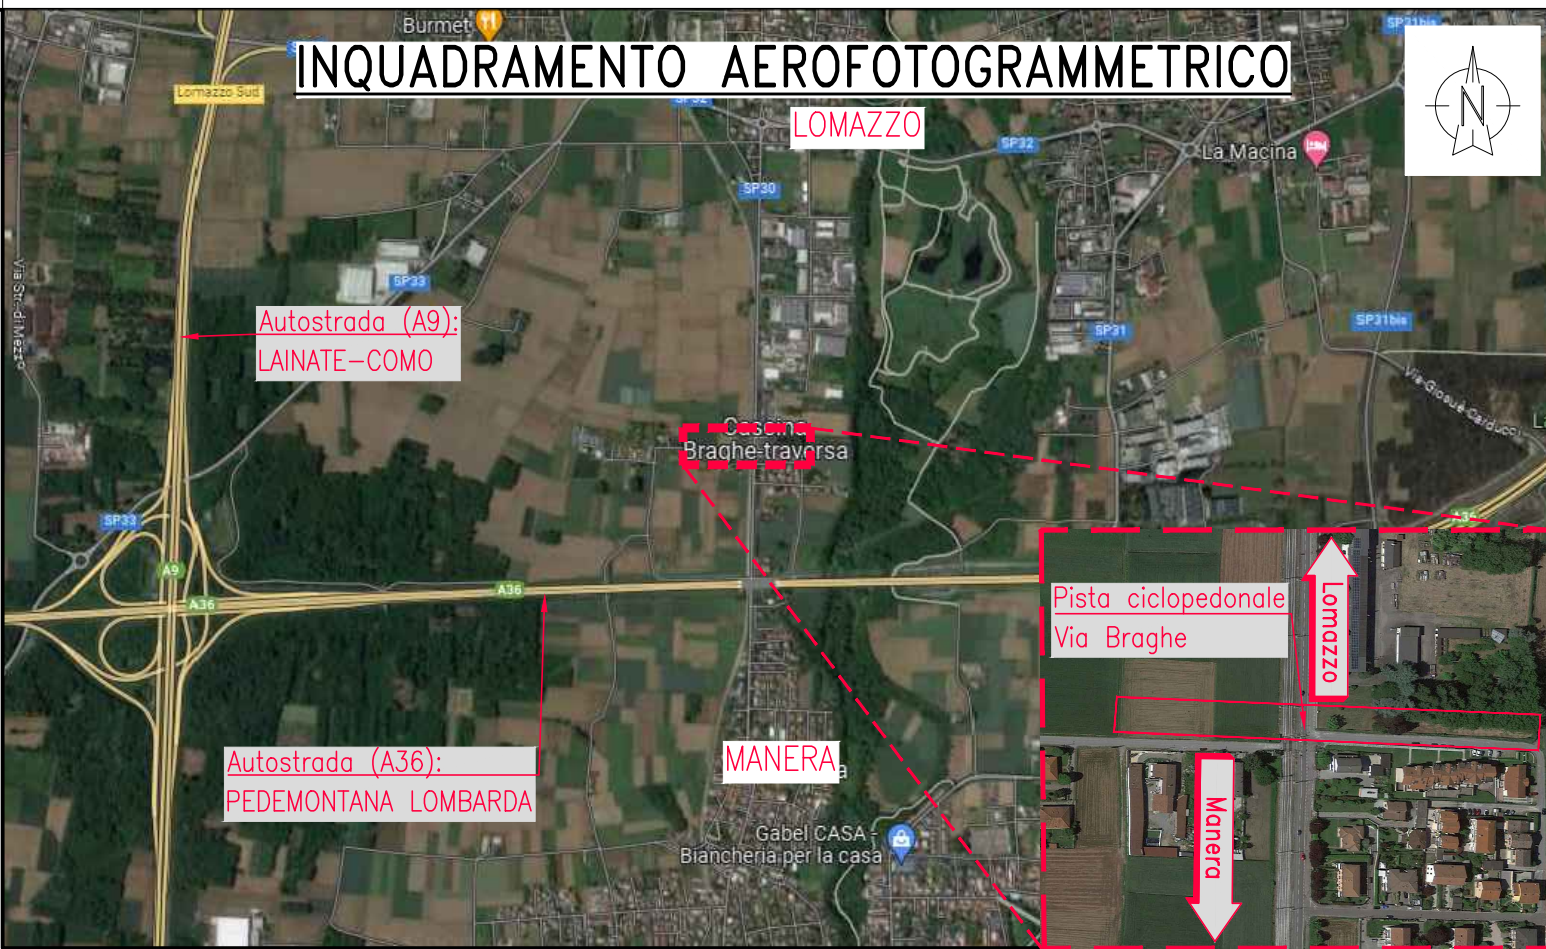 Burmet
SP31bis
INQUADRAMENTO AEROFOTOGRAMMETRICO
N
Lomazzo Sud
SP32
LOMAZZO
SP32
La Macina
SP30
SP33
Autostrada (A9):
LAINATE-COMO
SP31
SP31bis
Via Giosuè Carducci
Cascina
Braghe-traversa
SP33
A36
A9
A36
A36
Pista ciclopedonale
Via Braghe
Lomazzo
Autostrada (A36):
PEDEMONTANA LOMBARDA
MANERA
Manera
Gabel CASA -
Biancheria per la casa